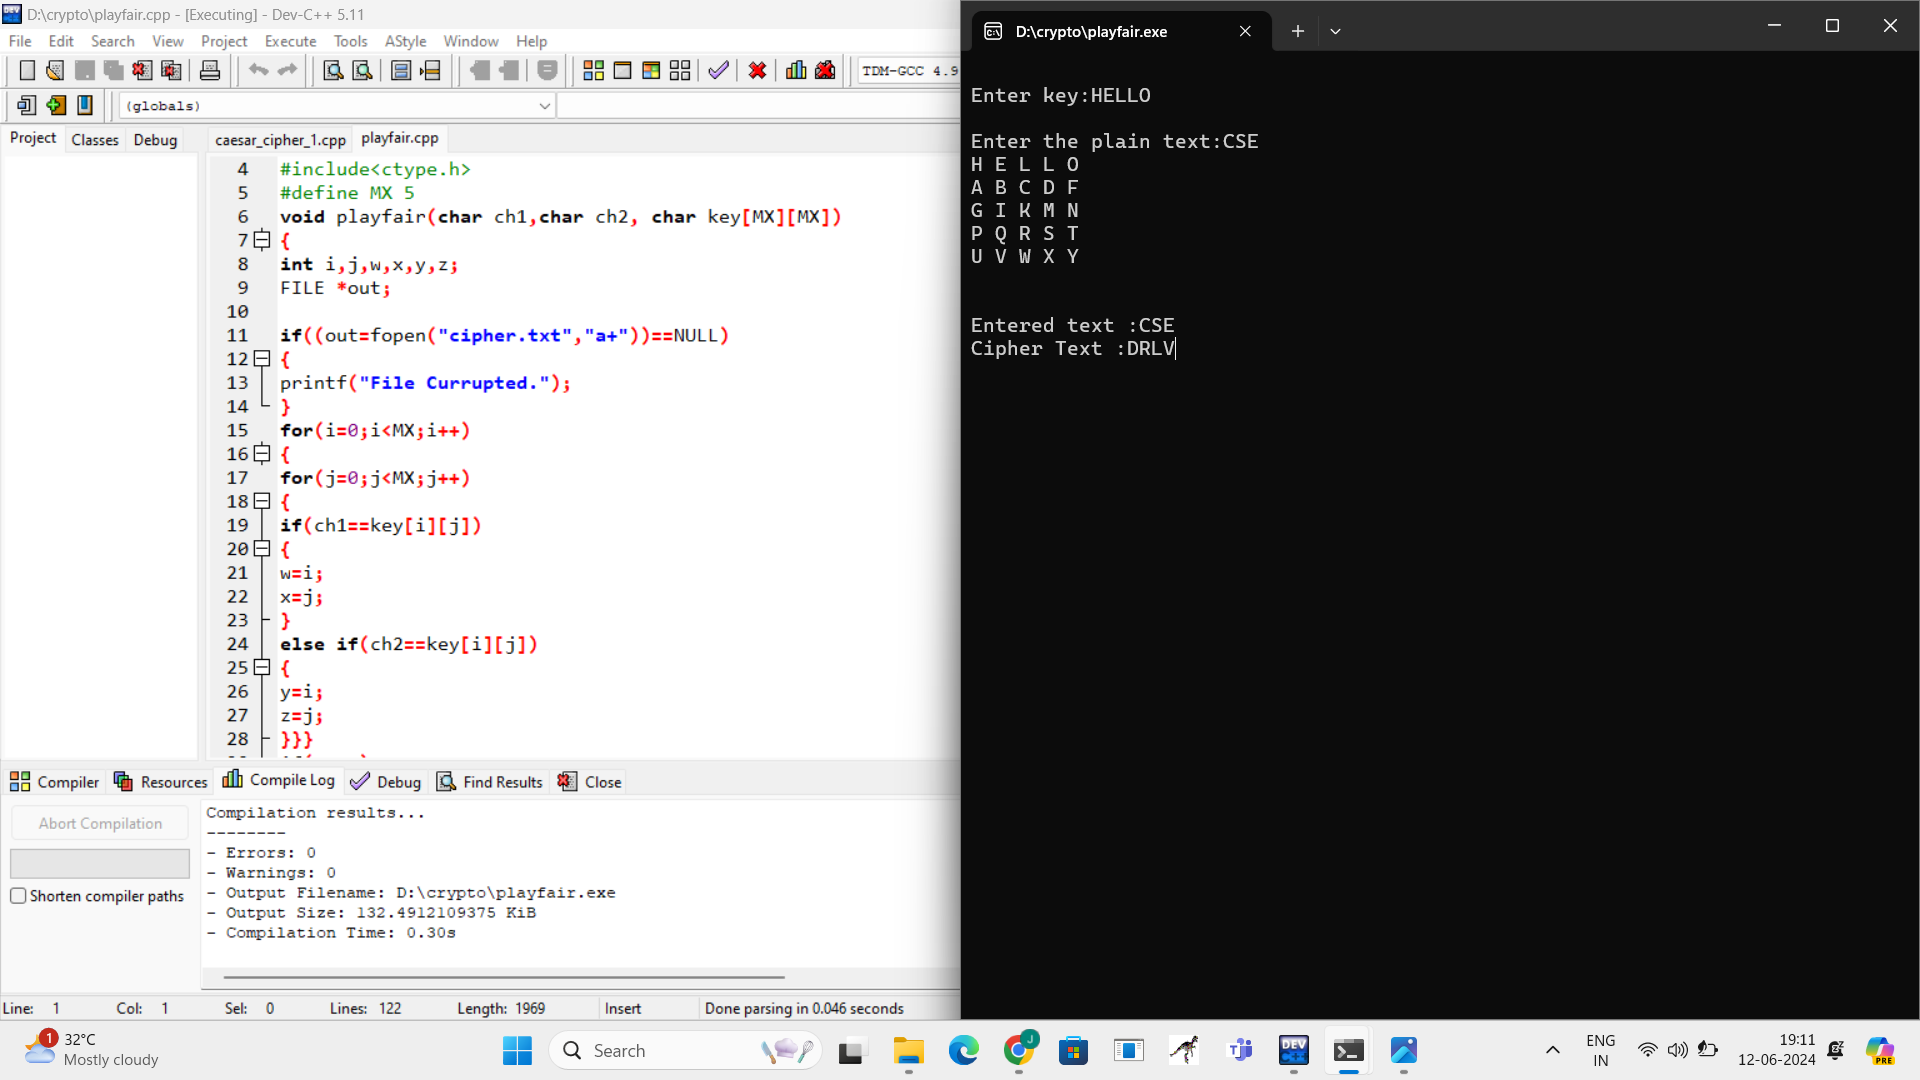 D:\crypto\playfair.cpp - [Executing] - Dev-C++ 5.11
File Edit Search View Project Execute Tools AStyle Window Help
TDM-GCC 4.9
(globals)
Project Classes Debug
caesar_cipher_1.cpp playfair.cpp
4 #include<ctype.h>
5 #define MX 5
6 void playfair(char ch1,char ch2, char key[MX][MX])
7 {
8 int i,j,w,x,y,z;
9 FILE *out;
10
11 if((out=fopen("cipher.txt","a+"))==NULL)
12 {
13 printf("File Currupted.");
14 }
15 for(i=0;i<MX;i++)
16 {
17 for(j=0;j<MX;j++)
18 {
19 if(ch1==key[i][j])
20 {
21 w=i;
22 x=j;
23 }
24 else if(ch2==key[i][j])
25 {
26 y=i;
27 z=j;
28 }}}
Compiler Resources Compile Log Debug Find Results Close
Abort Compilation
Shorten compiler paths
Compilation results...
--------
- Errors: 0
- Warnings: 0
- Output Filename: D:\crypto\playfair.exe
- Output Size: 132.4912109375 KiB
- Compilation Time: 0.30s
Line: 1 Col: 1 Sel: 0 Lines: 122 Length: 1969 Insert Done parsing in 0.046 seconds
D:\crypto\playfair.exe
Enter key:HELLO
Enter the plain text:CSE
H E L L O
A B C D F
G I K M N
P Q R S T
U V W X Y
Entered text :CSE
Cipher Text :DRLV
1
32°C
Mostly cloudy
Search
J
DEV
ENG
IN
19:11
12-06-2024
PRE